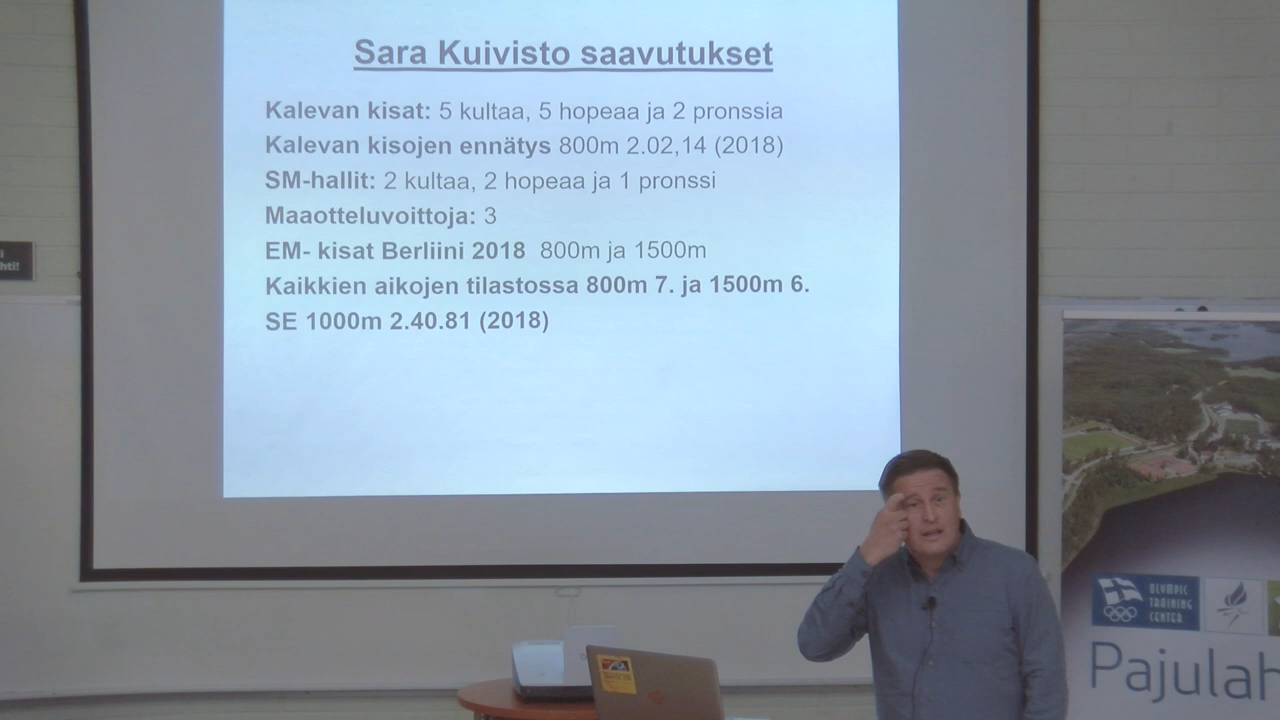 Sara Kuivisto saavutukset
Kalevan kisat: 5 kultaa, 5 hopeaa ja 2 pronssia
Kalevan kisojen ennätys 800m 2.02,14 (2018)
SM-hallit: 2 kultaa, 2 hopeaa ja 1 pronssi
Maaotteluvoittoja: 3
EM- kisat Berliini 2018 800m ja 1500m
Kaikkien aikojen tilastossa 800m 7. ja 1500m 6.
SE 1000m 2.40.81 (2018)
hti!
OLYMPIC
TRAINING
CENTER
Pajulah